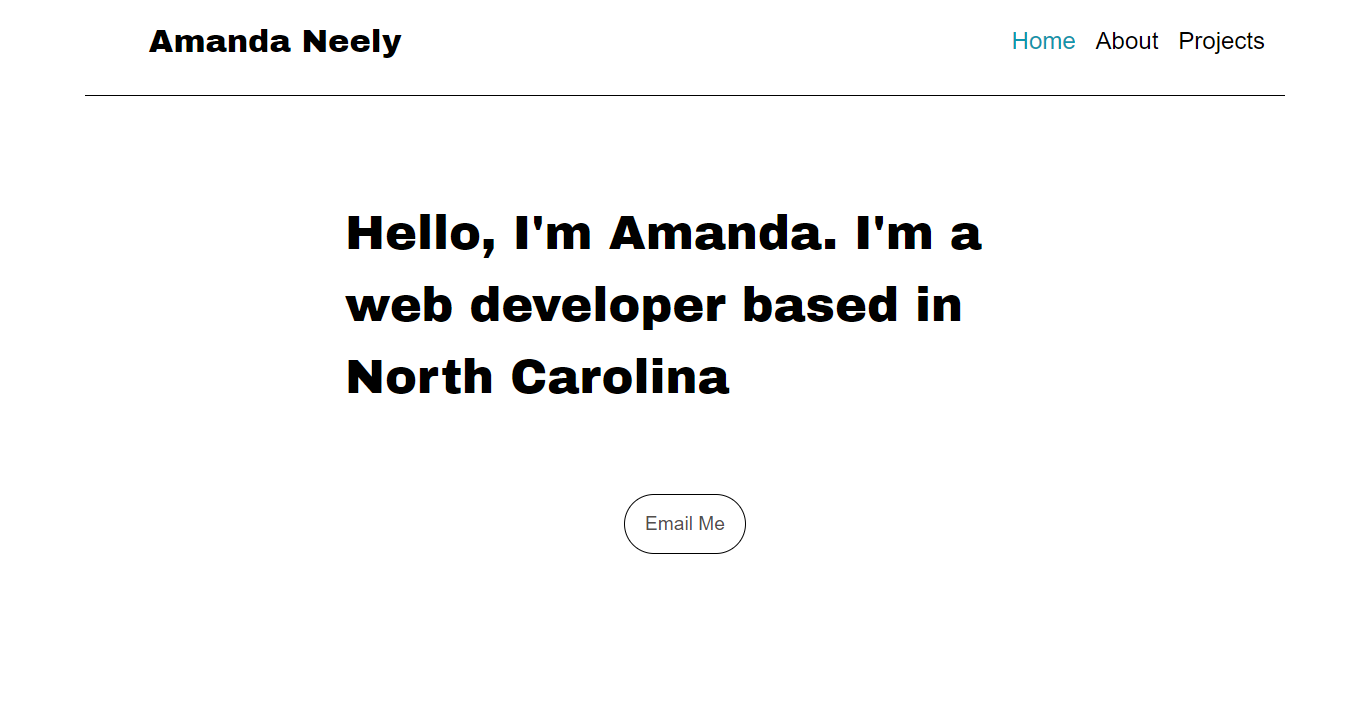 Amanda Neely
Home About Projects
Hello, I'm Amanda. I'm a
web developer based in
North Carolina
Email Me